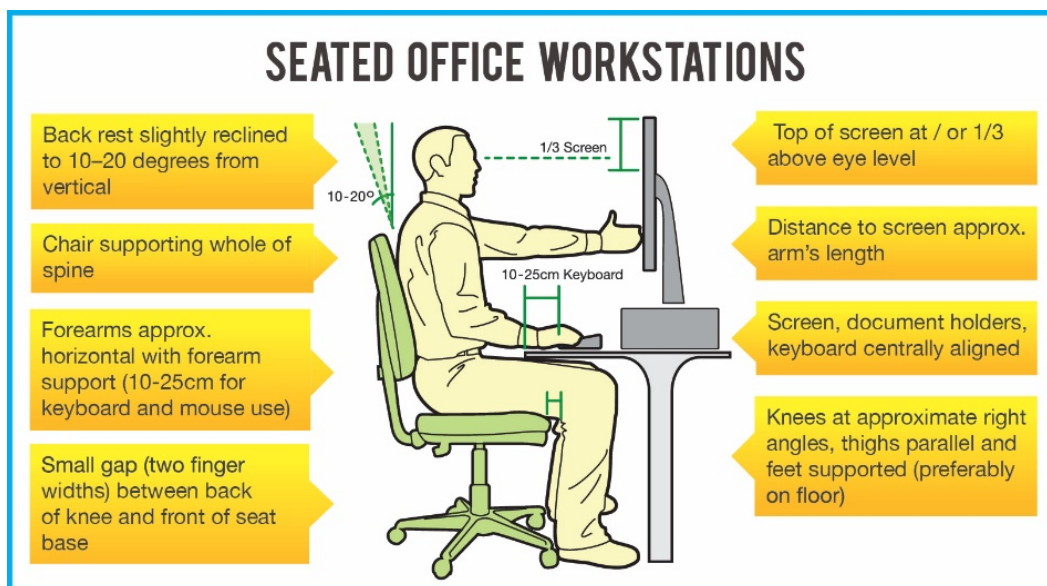 SEATED OFFICE WORKSTATIONS
Back rest slightly reclined
to 10–20 degrees from
vertical
Chair supporting whole of
spine
Forearms approx.
horizontal with forearm
support (10-25cm for
keyboard and mouse use)
Small gap (two finger
widths) between back
of knee and front of seat
base
10-20º
1/3 Screen
10-25cm Keyboard
Top of screen at / or 1/3
above eye level
Distance to screen approx.
arm's length
Screen, document holders,
keyboard centrally aligned
Knees at approximate right
angles, thighs parallel and
feet supported (preferably
on floor)